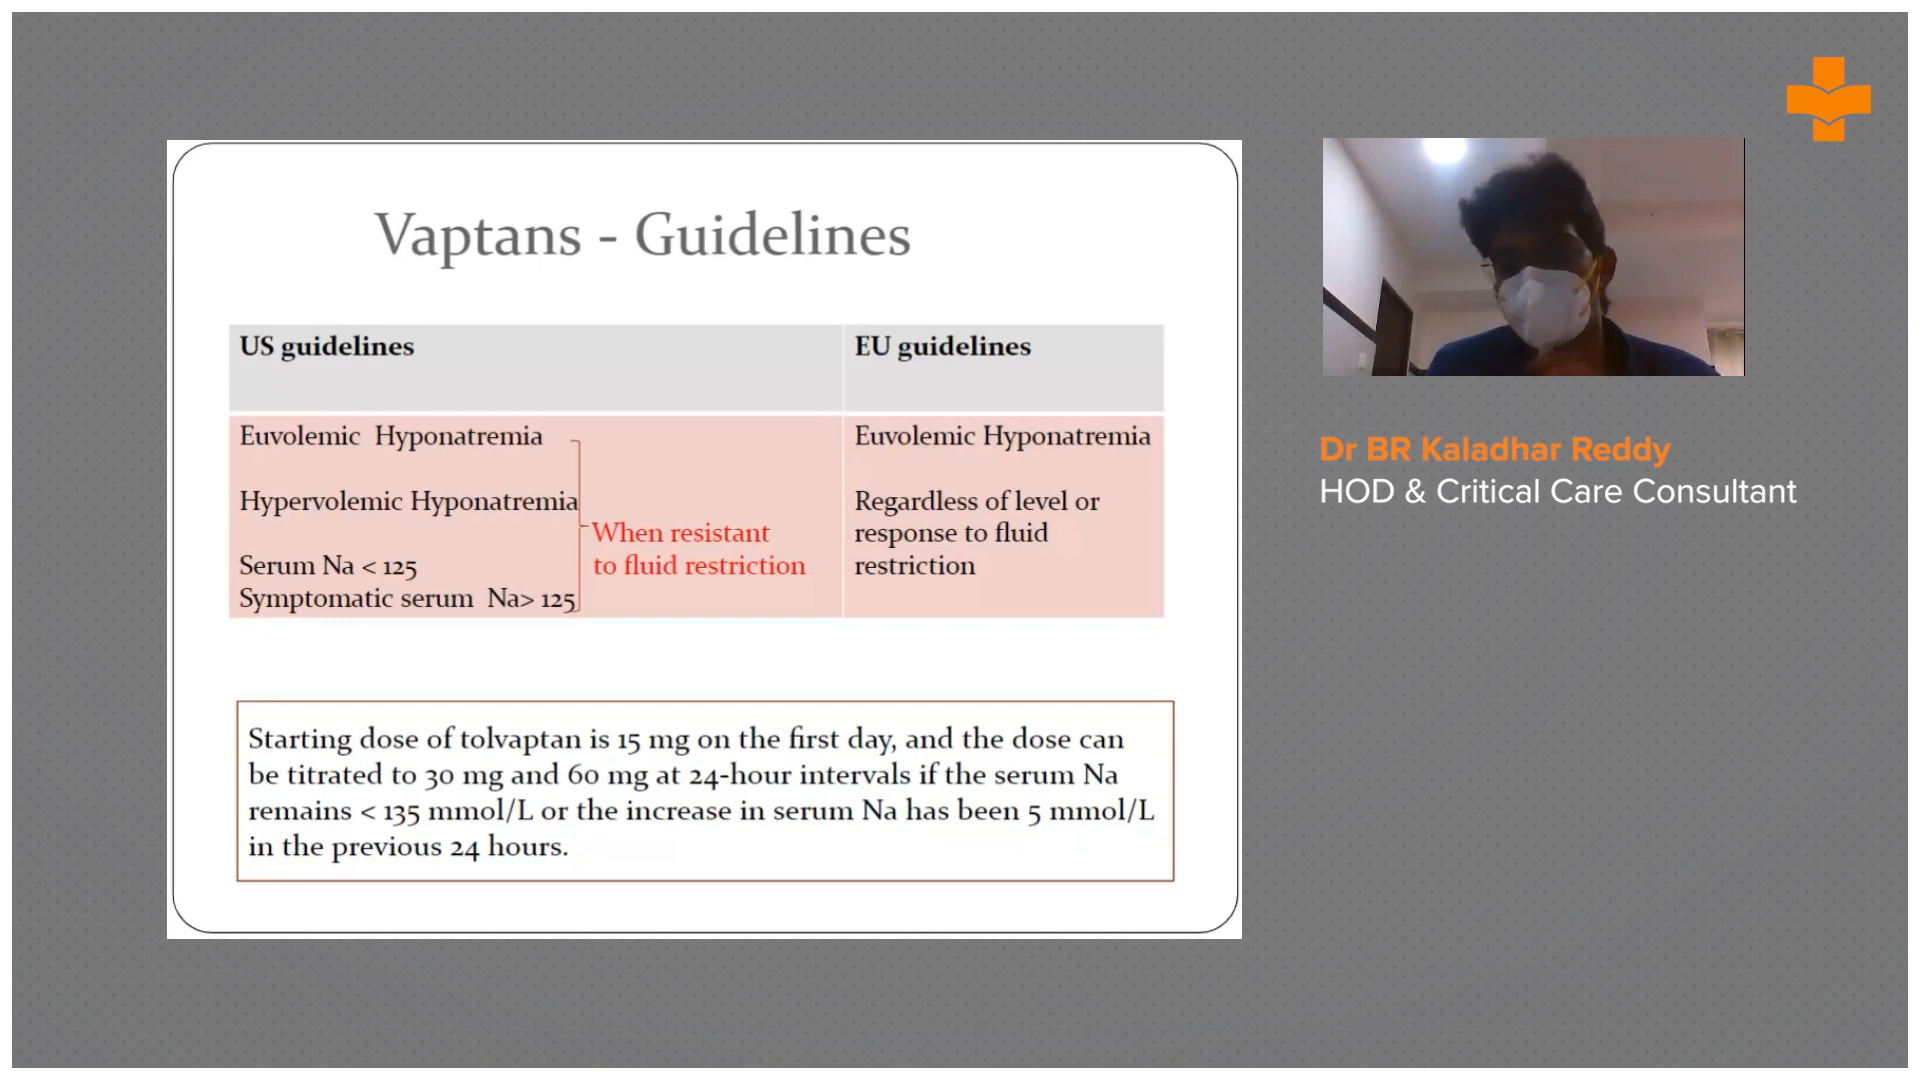 Vaptans - Guidelines
US guidelines
Euvolemic Hyponatremia
Hypervolemic Hyponatremia
Serum Na < 125
Symptomatic serum Na> 125
When resistant
to fluid restriction
EU guidelines
Euvolemic Hyponatremia
Regardless of level or
response to fluid
restriction
Starting dose of tolvaptan is 15 mg on the first day, and the dose can
be titrated to 30 mg and 60 mg at 24-hour intervals if the serum Na
remains < 135 mmol/L or the increase in serum Na has been 5 mmol/L
in the previous 24 hours.
Dr BR Kaladhar Reddy
HOD & Critical Care Consultant